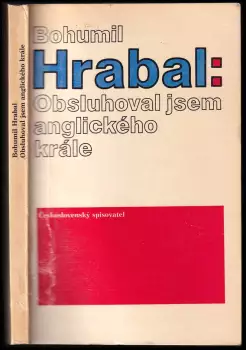 Bohumil Hrabal:
Obsluhoval jsem anglického krále
Bohumil
Hrabal:
Obsluhoval jsem
anglického
krále
Československý spisovatel